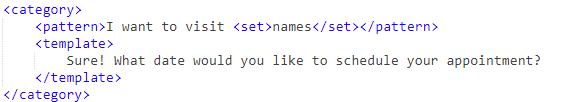 <category>
<pattern>I want to visit <set>names</set></pattern>
<template>
Sure! What date would you like to schedule your appointment?
</template>
</category>